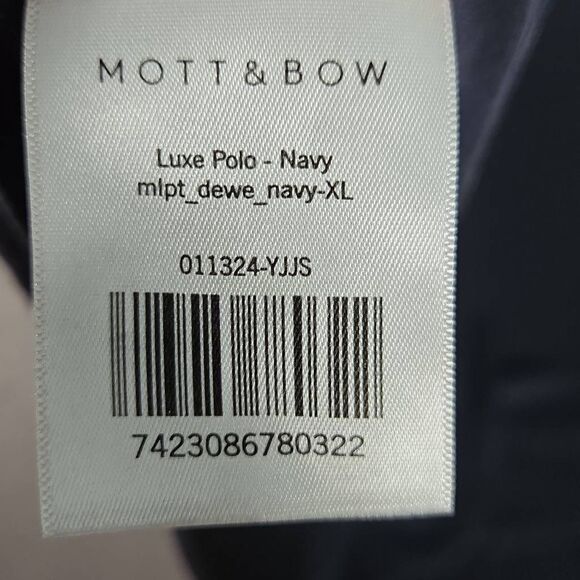 MOTT & BOW
Luxe Polo - Navy
mlpt_dewe_navy-XL
011324-YJJS
7423086780322